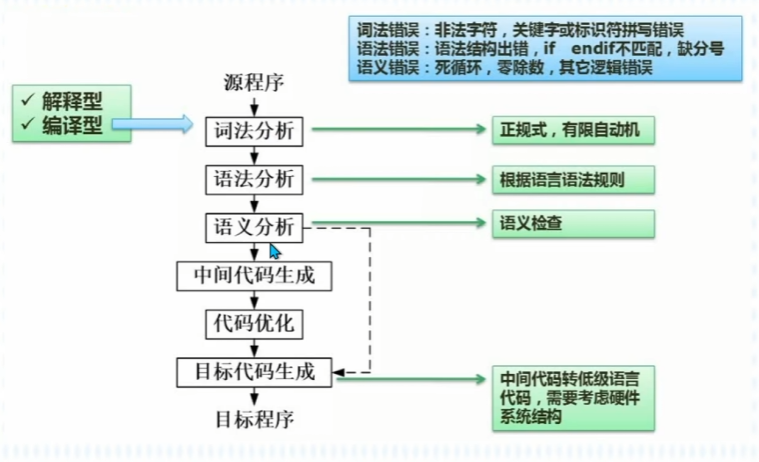 词法错误：非法字符，关键字或标识符拼写错误
语法错误：语法结构出错，if endif不匹配，缺分号
语义错误：死循环，零除数，其它逻辑错误
✓ 解释型
✓ 编译型
源程序
词法分析
正规式，有限自动机
语法分析
根据语言语法规则
语义分析
语义检查
中间代码生成
代码优化
目标代码生成
中间代码转低级语言
代码，需要考虑硬件
系统结构
目标程序